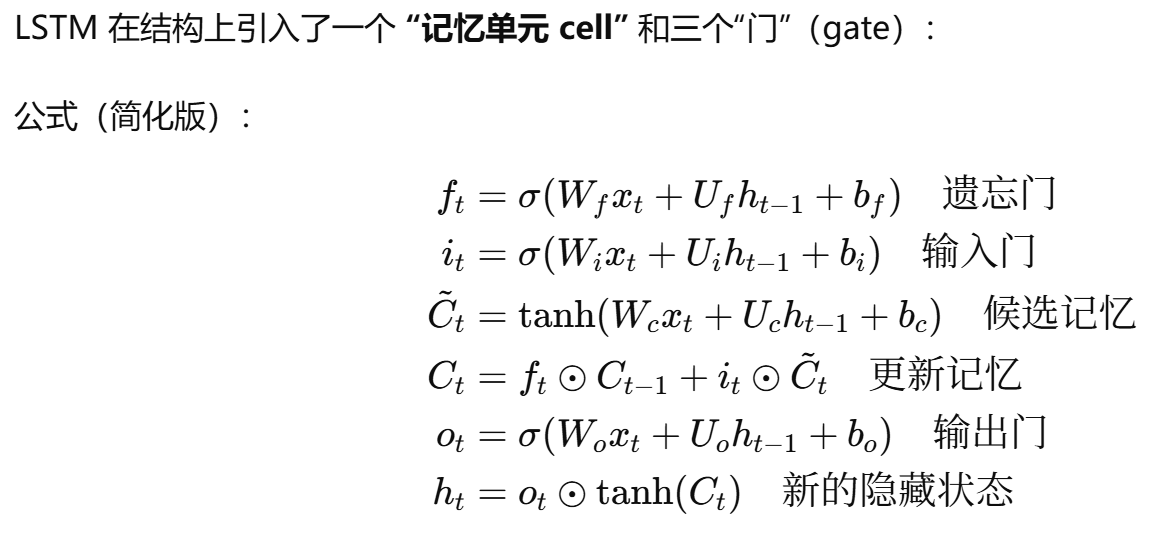 LSTM 在结构上引入了一个 “记忆单元 cell” 和三个“门”（gate）：
公式（简化版）：
f_t = σ(W_f x_t + U_f h_{t−1} + b_f) 遗忘门
i_t = σ(W_i x_t + U_i h_{t−1} + b_i) 输入门
C̃_t = tanh(W_c x_t + U_c h_{t−1} + b_c) 候选记忆
C_t = f_t ⊙ C_{t−1} + i_t ⊙ C̃_t 更新记忆
o_t = σ(W_o x_t + U_o h_{t−1} + b_o) 输出门
h_t = o_t ⊙ tanh(C_t) 新的隐藏状态